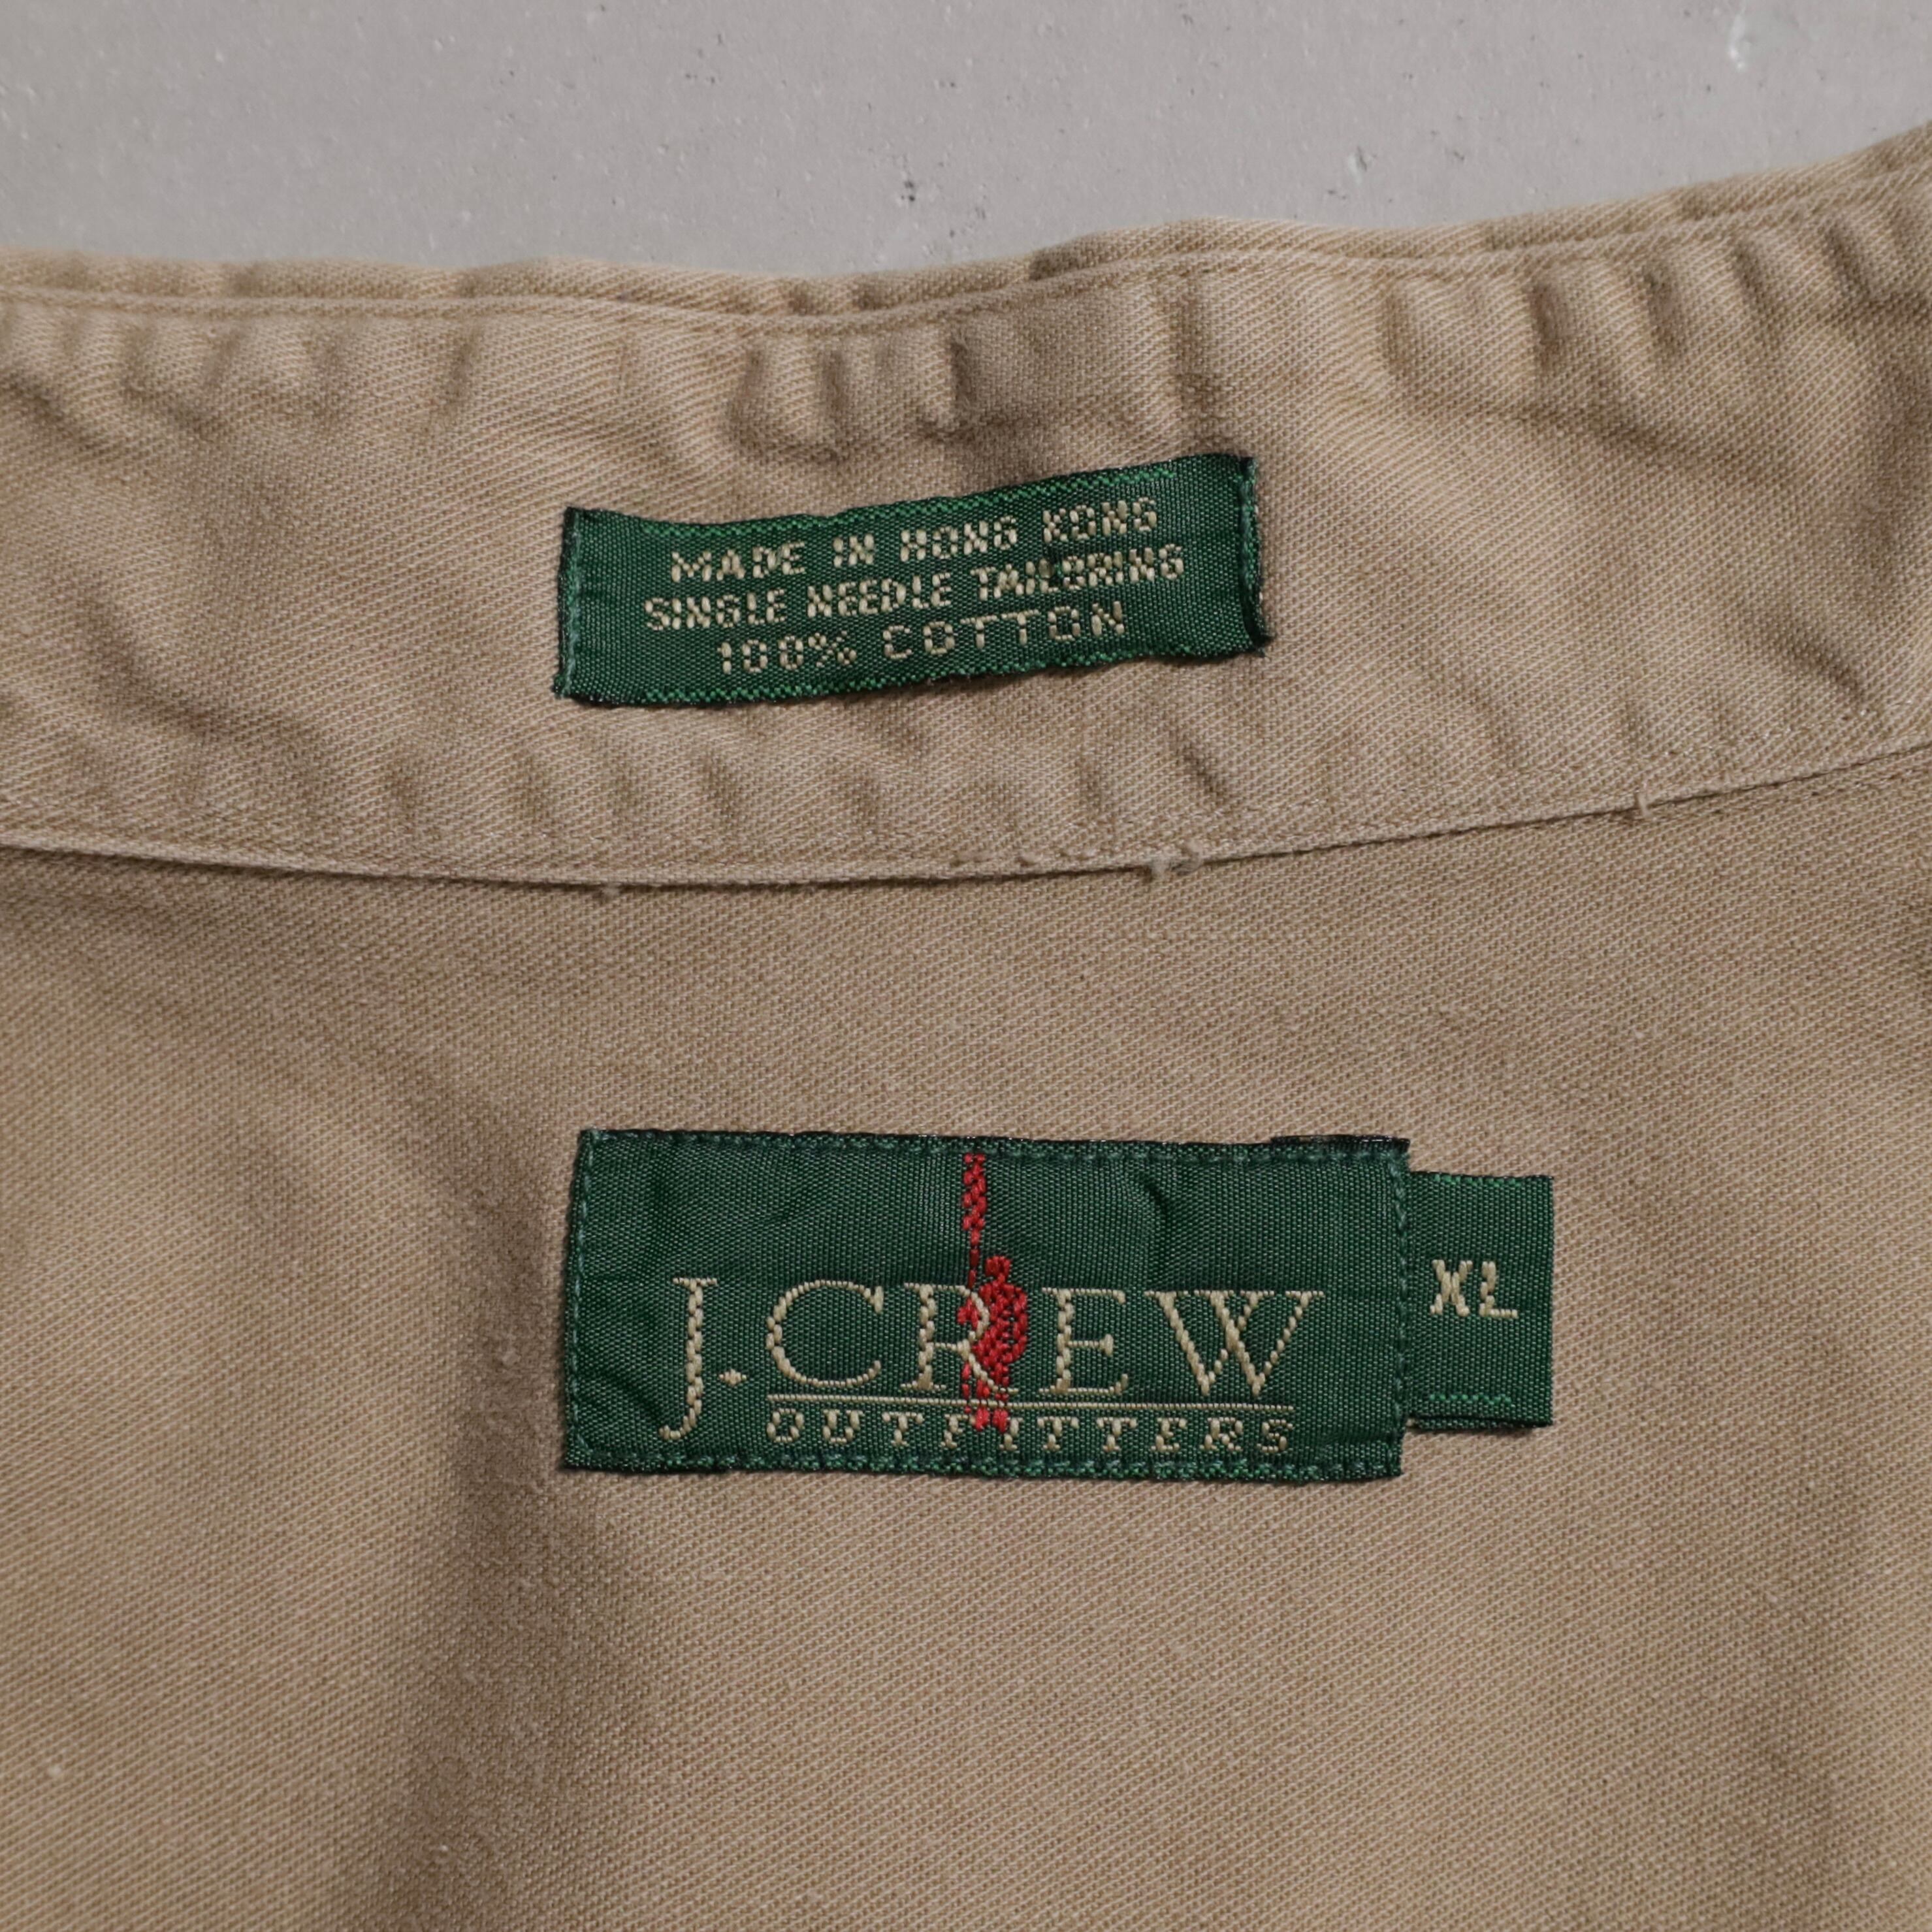 MADE IN HONG KONG
SINGLE NEEDLE TAILORING
100% COTTON
J.CREW
OUTFITTERS
XL